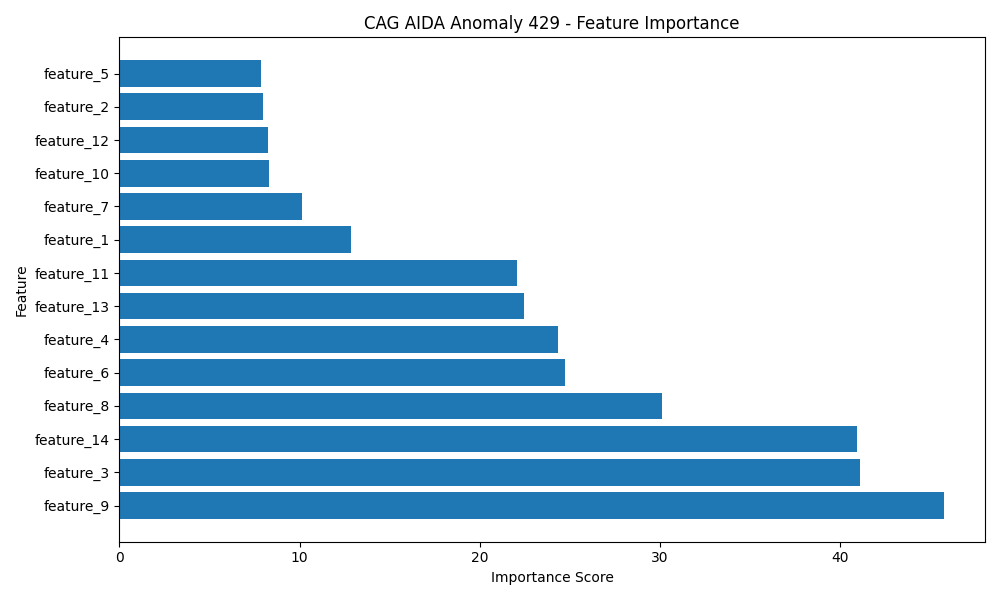 CAG AIDA Anomaly 429 - Feature Importance
feature_5
feature_2
feature_12
feature_10
feature_7
feature_1
feature_11
feature_13
feature_4
feature_6
feature_8
feature_14
feature_3
feature_9
Feature
0 10 20 30 40
Importance Score